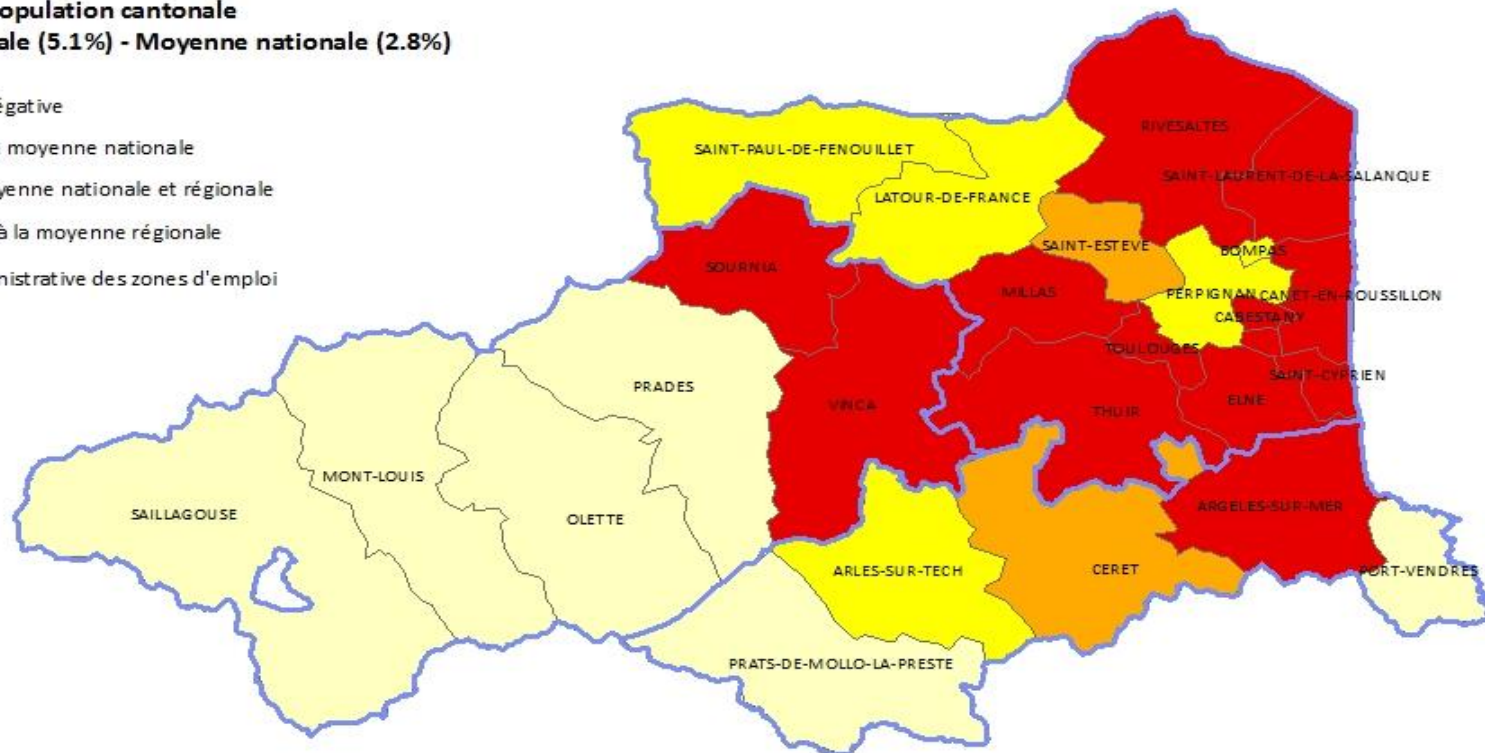 opulation cantonale
ale (5.1%) - Moyenne nationale (2.8%)
égative
moyenne nationale
yenne nationale et régionale
à la moyenne régionale
nistrative des zones d'emploi
RIVESALTES
SAINT-PAUL-DE-FENOUILLET
SAINT-LAURENT-DE-LA-SALANQUE
LATOUR-DE-FRANCE
SAINT-ESTEVE
BOMPAS
SOURNIA
MILLAS
PERPIGNAN
CANET-EN-ROUSSILLON
CABESTANY
TOULOUGES
SAINT-CYPRIEN
PRADES
VINCA
THUIR
ELNE
MONT-LOUIS
SAILLAGOUSE
OLETTE
ARGELES-SUR-MER
ARLES-SUR-TECH
CERET
PORT-VENDRES
PRATS-DE-MOLLO-LA-PRESTE